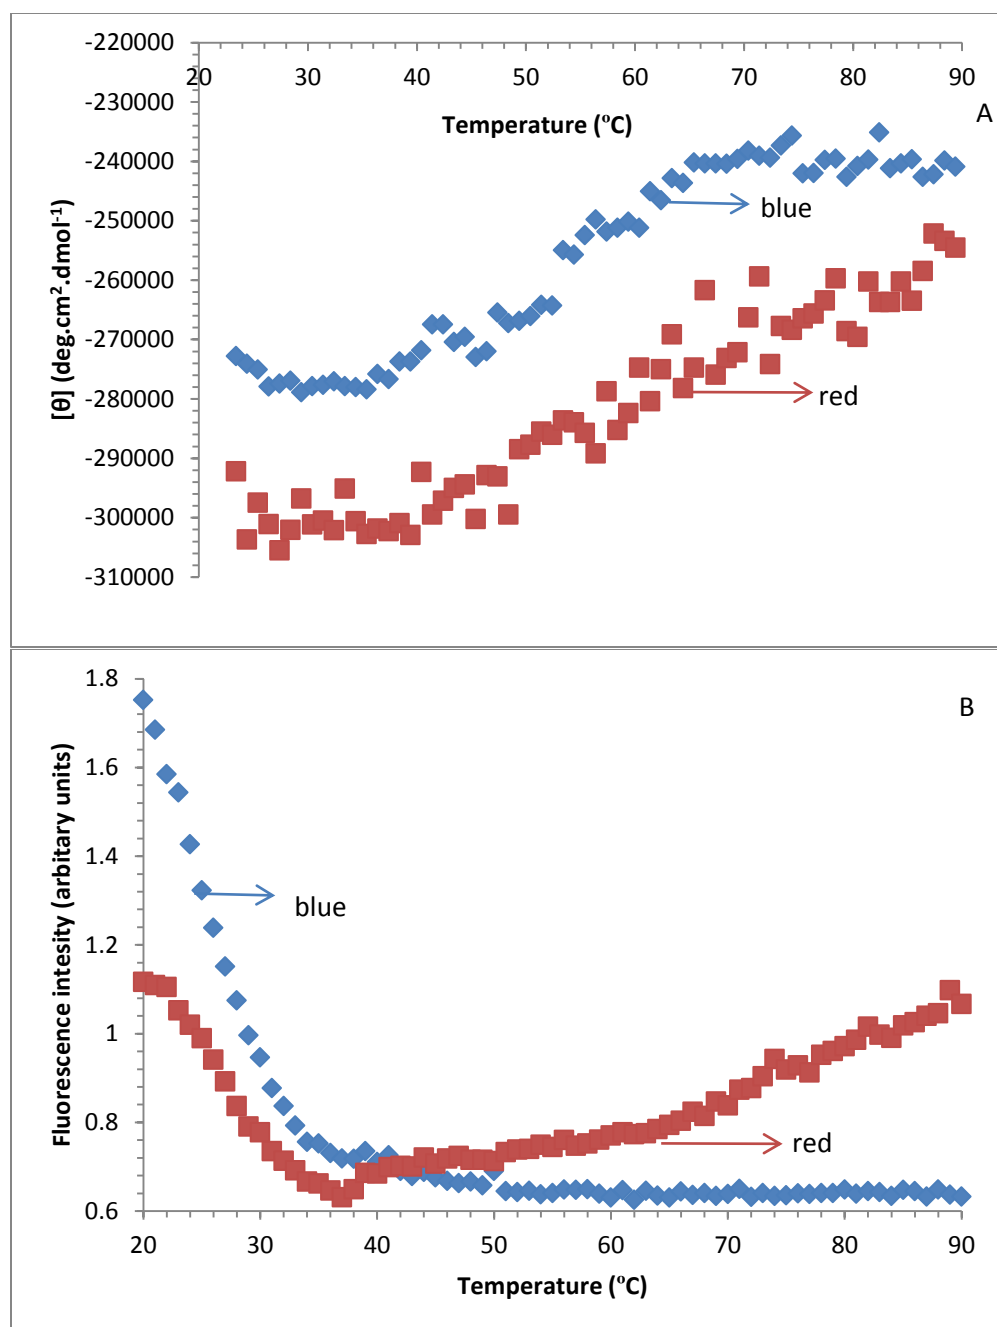 -220000
20 30 40 50 60 70 80 90
-230000
Temperature (ºC)
A
-240000
-250000
blue
-260000
-270000
-280000
red
-290000
-300000
-310000
[θ] (deg.cm².dmol⁻¹)
1.8
B
1.6
1.4
blue
1.2
1
0.8
red
0.6
20 30 40 50 60 70 80 90
Temperature (ºC)
Fluorescence intesity (arbitary units)